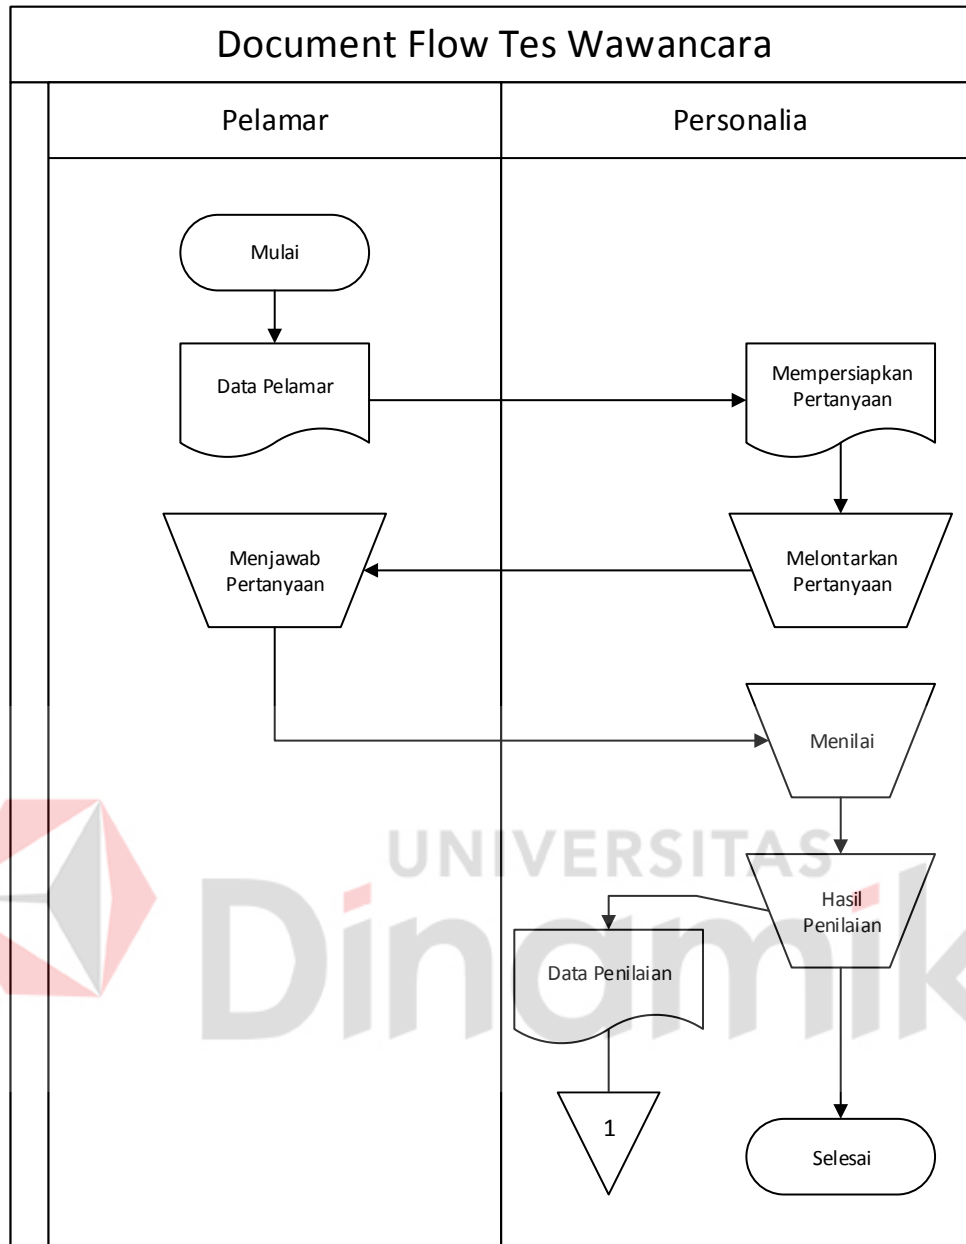 Document Flow Tes Wawancara
Pelamar
Personalia
Mulai
Data Pelamar
Mempersiapkan
Pertanyaan
Menjawab
Pertanyaan
Melontarkan
Pertanyaan
Menilai
UNIVERSITAS
Dinamik
Hasil
Penilaian
Data Penilaian
1
Selesai